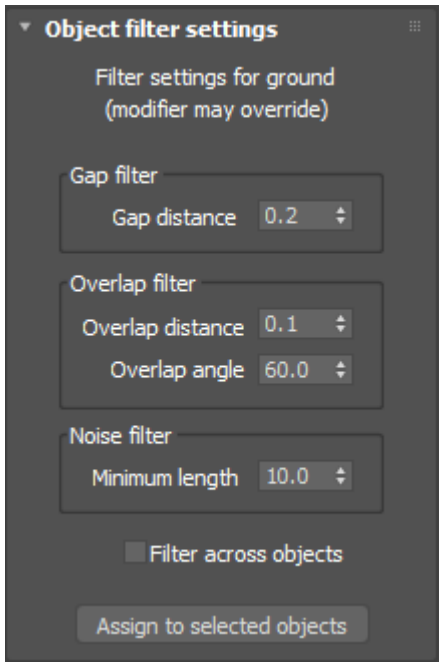 Object filter settings
Filter settings for ground
(modifier may override)
Gap filter
Gap distance 0.2
Overlap filter
Overlap distance 0.1
Overlap angle 60.0
Noise filter
Minimum length 10.0
Filter across objects
Assign to selected objects